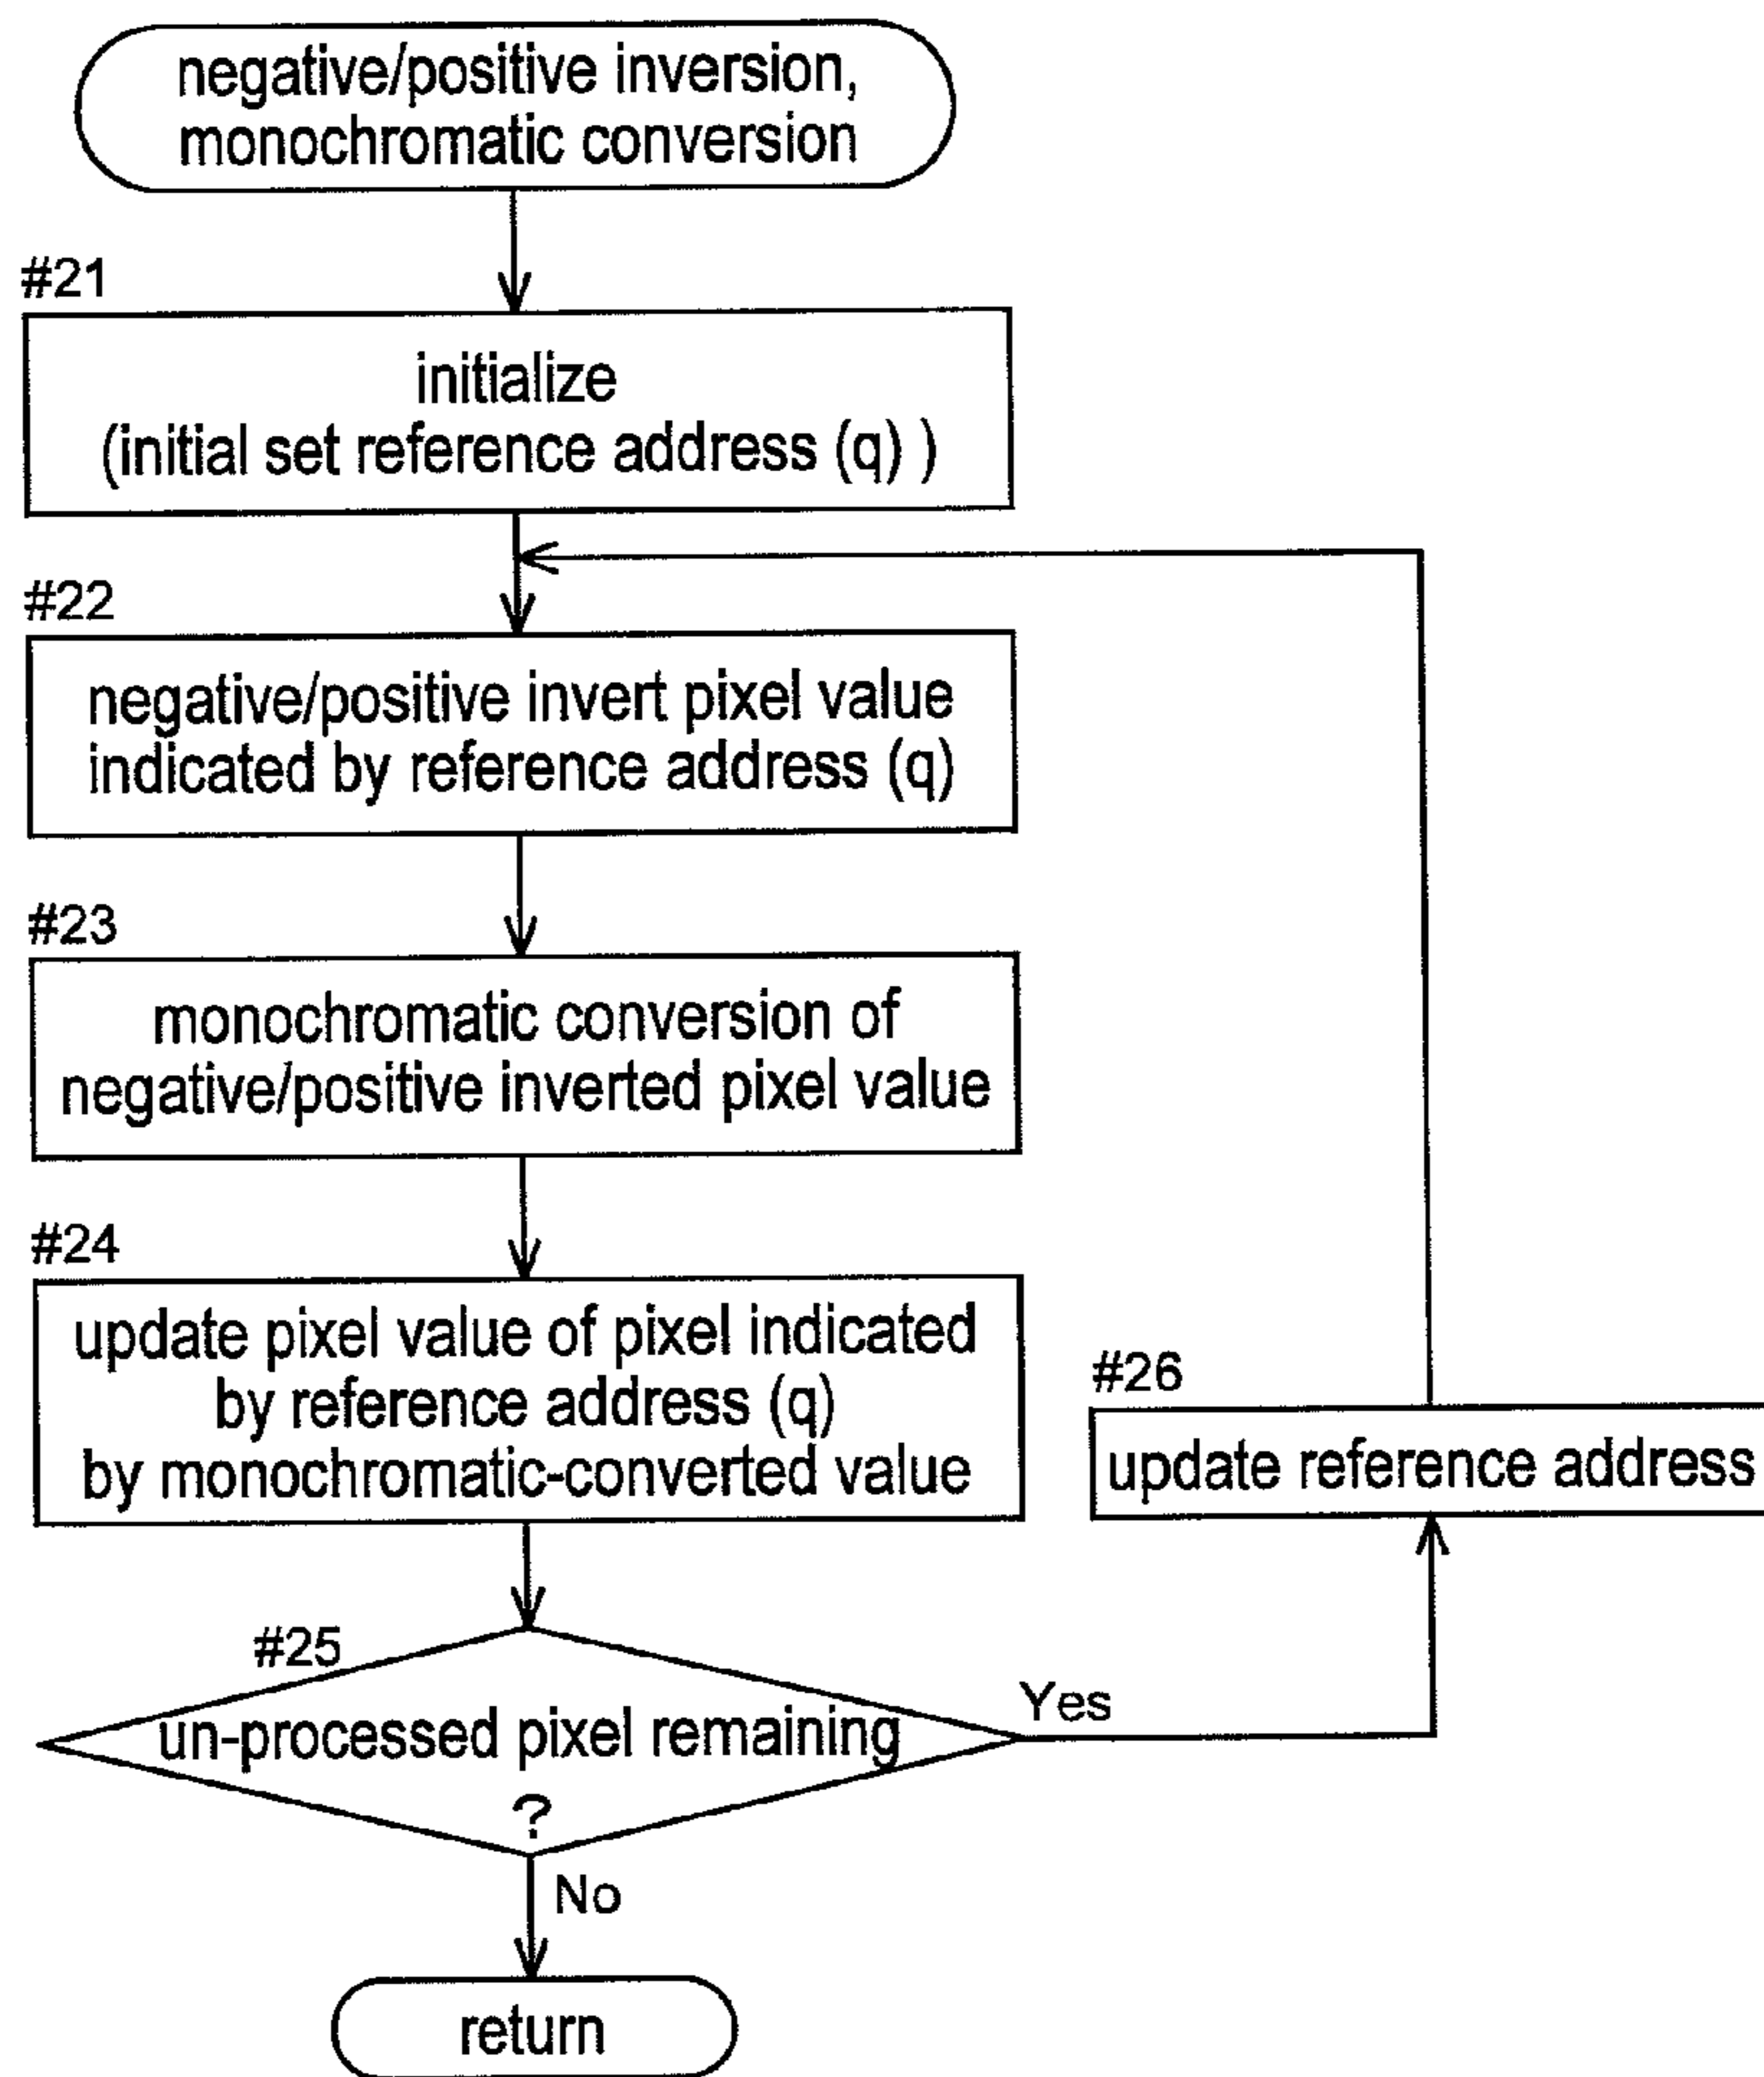 negative/positive inversion,
monochromatic conversion
#21
initialize
(initial set reference address (q) )
#22
negative/positive invert pixel value
indicated by reference address (q)
#23
monochromatic conversion of
negative/positive inverted pixel value
#24
update pixel value of pixel indicated
by reference address (q)
by monochromatic-converted value
#26
update reference address
#25
un-processed pixel remaining
?
Yes
No
return